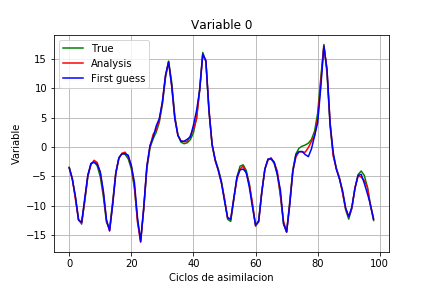 Variable 0
True
Analysis
First guess
Variable
15
10
5
0
−5
−10
−15
0
20
40
60
80
100
Ciclos de asimilacion